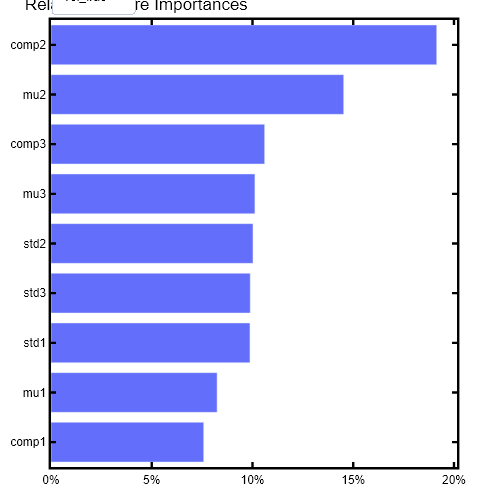 Rela re Importances
comp2
mu2
comp3
mu3
std2
std3
std1
mu1
comp1
0% 5% 10% 15% 20%